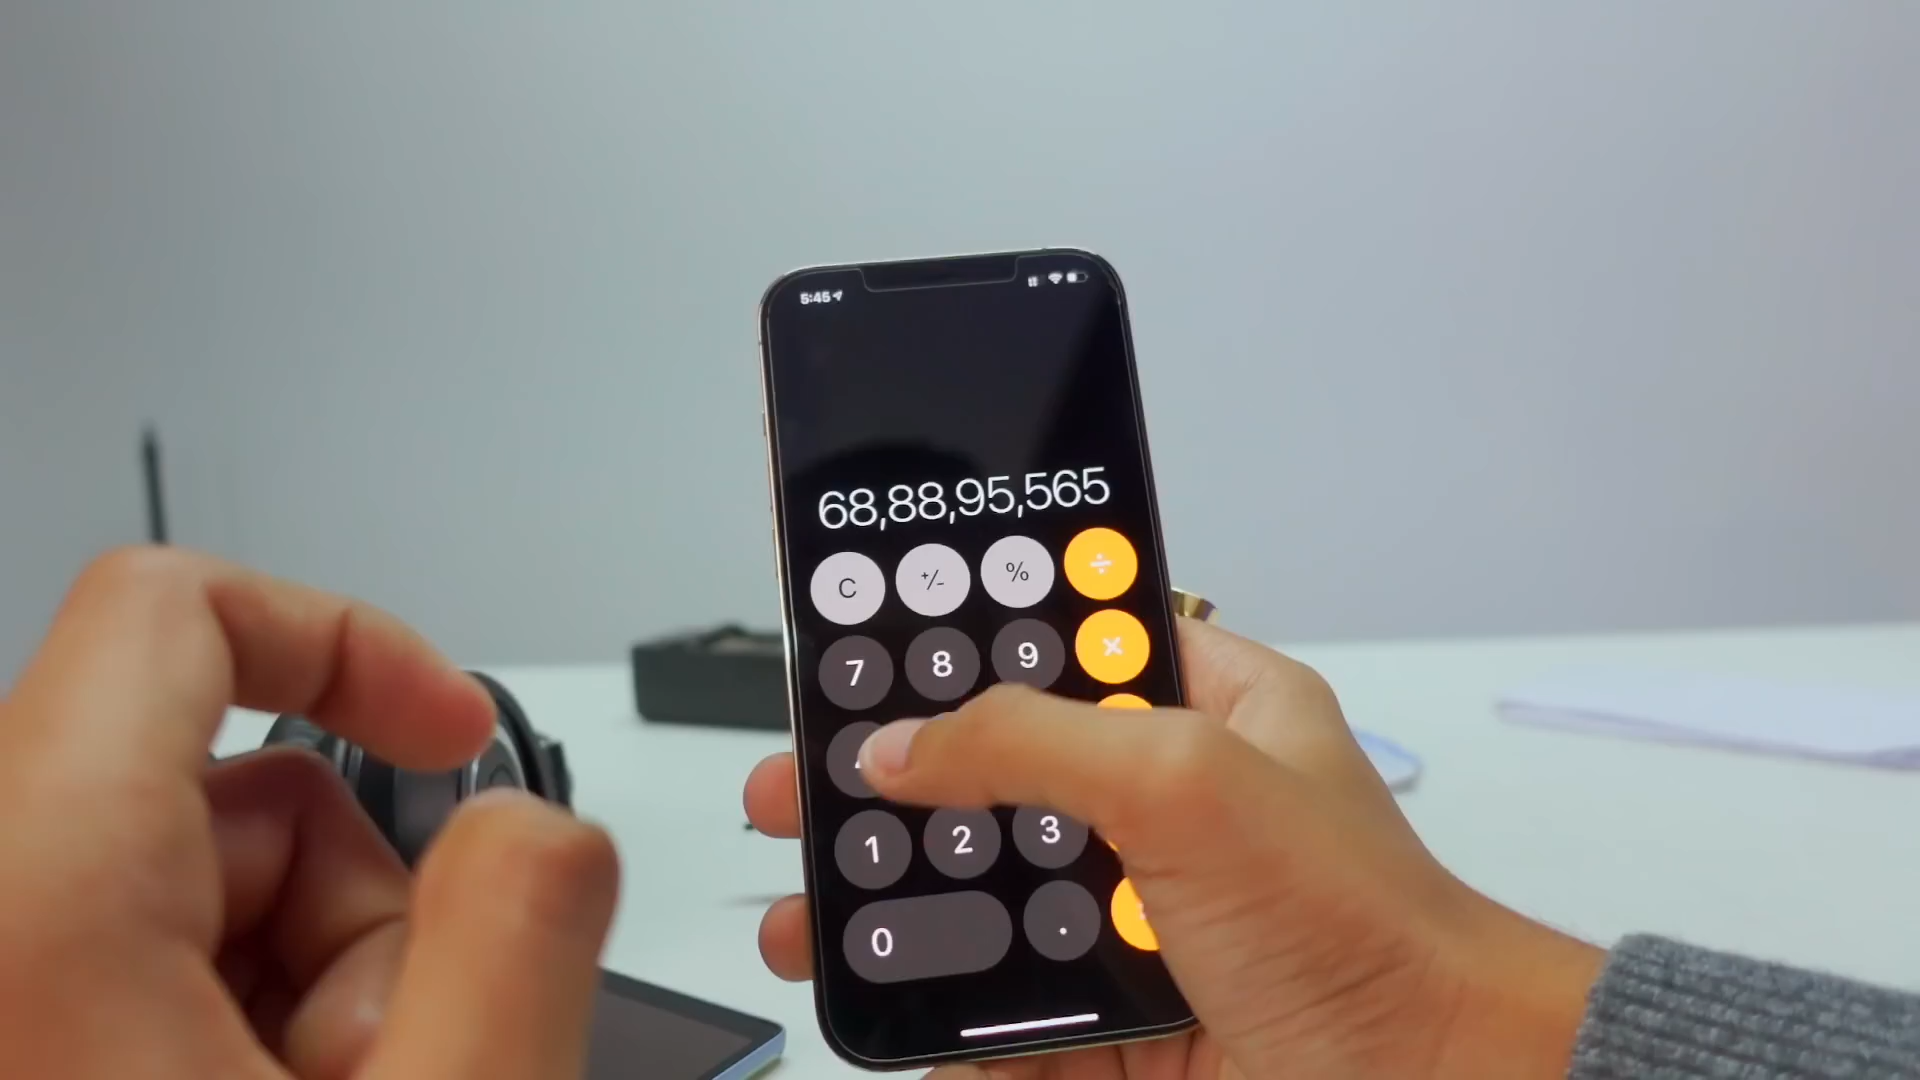 5:45
68,88,95,565
C +/- % ÷
7 8 9 ×
1 2 3
0 .